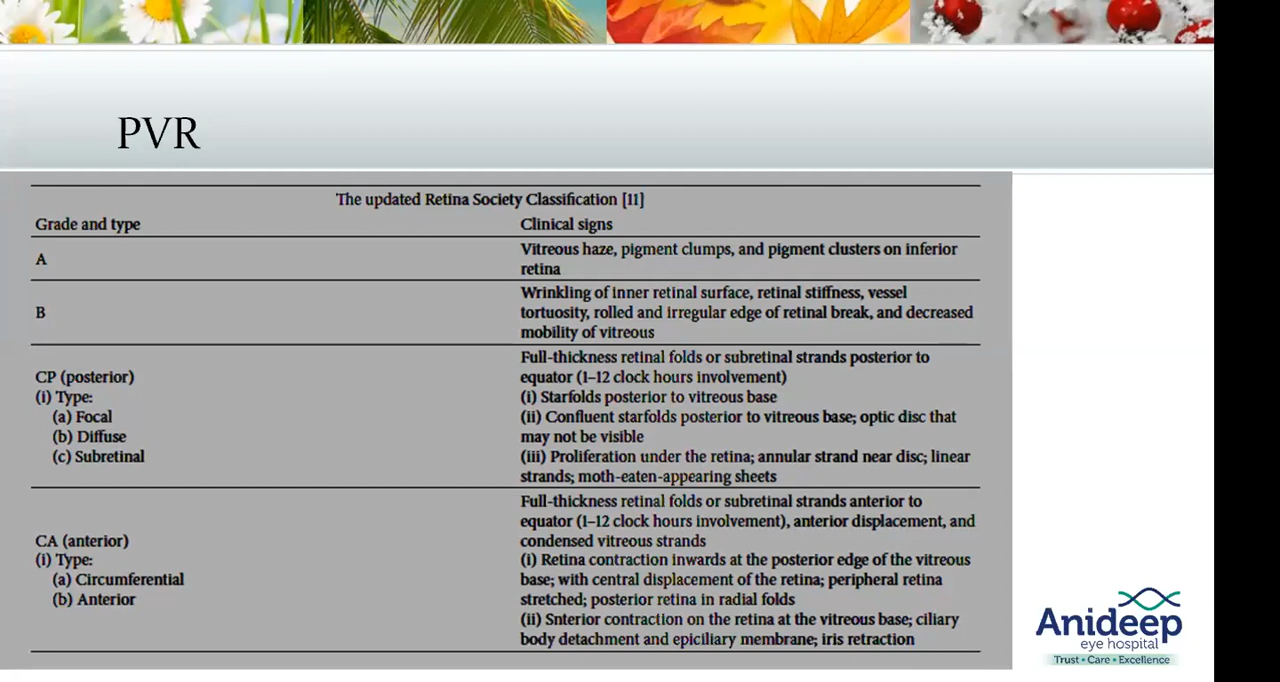 PVR
The updated Retina Society Classification [11]
Grade and type
Clinical signs
A
Vitreous haze, pigment clumps, and pigment clusters on inferior
retina
B
Wrinkling of inner retinal surface, retinal stiffness, vessel
tortuosity, rolled and irregular edge of retinal break, and decreased
mobility of vitreous
CP (posterior)
(i) Type:
(a) Focal
(b) Diffuse
(c) Subretinal
Full-thickness retinal folds or subretinal strands posterior to
equator (1–12 clock hours involvement)
(i) Starfolds posterior to vitreous base
(ii) Confluent starfolds posterior to vitreous base; optic disc that
may not be visible
(iii) Proliferation under the retina; annular strand near disc; linear
strands; moth-eaten-appearing sheets
CA (anterior)
(i) Type:
(a) Circumferential
(b) Anterior
Full-thickness retinal folds or subretinal strands anterior to
equator (1–12 clock hours involvement), anterior displacement, and
condensed vitreous strands
(i) Retina contraction inwards at the posterior edge of the vitreous
base; with central displacement of the retina; peripheral retina
stretched; posterior retina in radial folds
(ii) Snterior contraction on the retina at the vitreous base; ciliary
body detachment and epiciliary membrane; iris retraction
Anideep
eye hospital
Trust • Care • Excellence